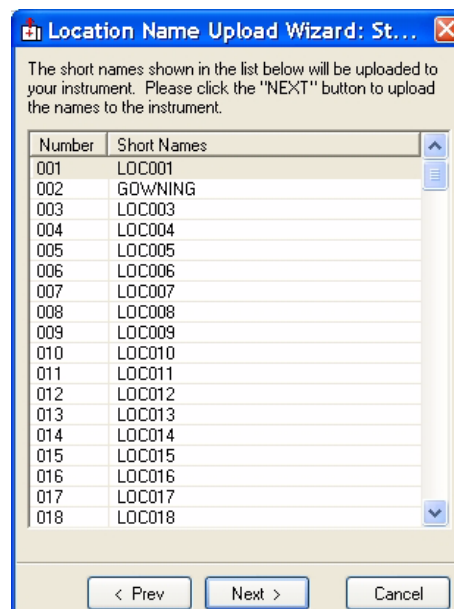 Location Name Upload Wizard: St...
The short names shown in the list below will be uploaded to
your instrument. Please click the "NEXT" button to upload
the names to the instrument.
Number Short Names
001 LOC001
002 GOWNING
003 LOC003
004 LOC004
005 LOC005
006 LOC006
007 LOC007
008 LOC008
009 LOC009
010 LOC010
011 LOC011
012 LOC012
013 LOC013
014 LOC014
015 LOC015
016 LOC016
017 LOC017
018 LOC018
< Prev Next > Cancel